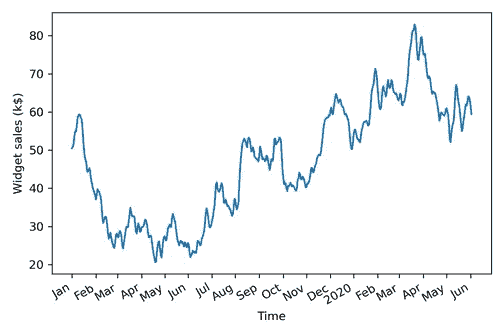 80
70
60
50
40
30
20
Widget sales (k$)
Jan Feb Mar Apr May Jun Jul Aug Sep Oct Nov Dec 2020 Feb Mar Apr May Jun
Time